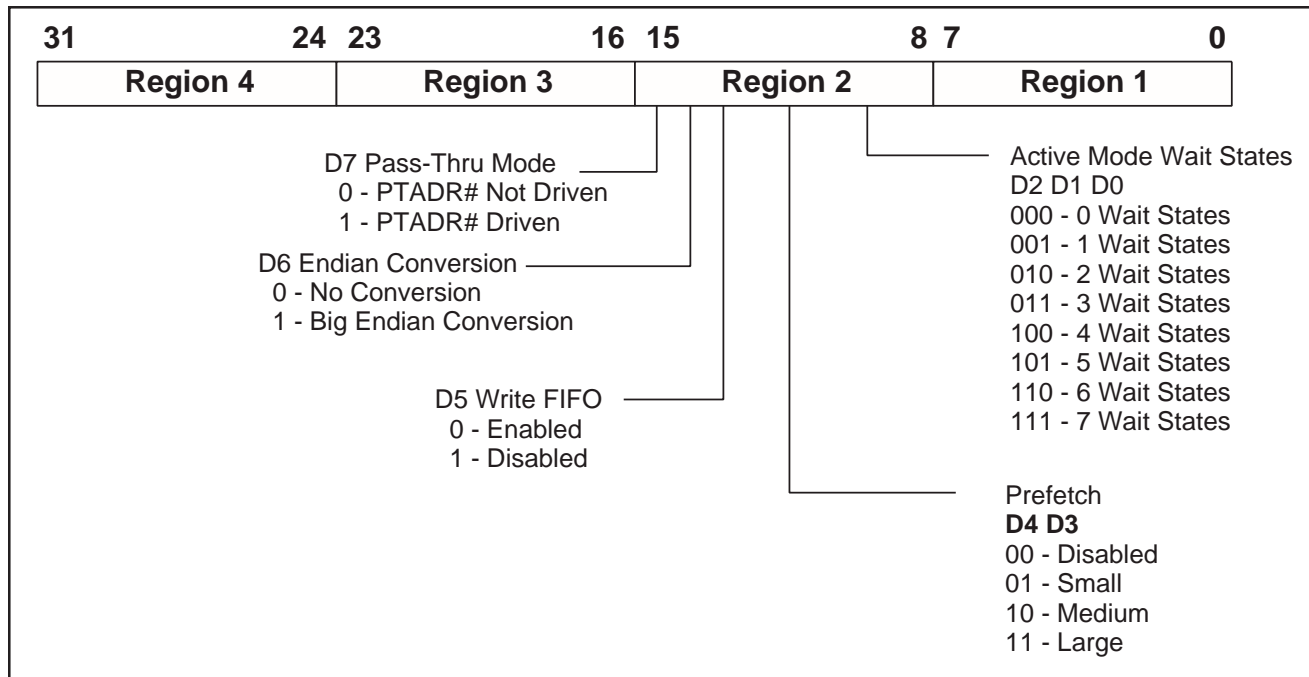 31 24 23 16 15 8 7 0
Region 4 Region 3 Region 2 Region 1
D7 Pass-Thru Mode
0 - PTADR# Not Driven
1 - PTADR# Driven
D6 Endian Conversion
0 - No Conversion
1 - Big Endian Conversion
D5 Write FIFO
0 - Enabled
1 - Disabled
Active Mode Wait States
D2 D1 D0
000 - 0 Wait States
001 - 1 Wait States
010 - 2 Wait States
011 - 3 Wait States
100 - 4 Wait States
101 - 5 Wait States
110 - 6 Wait States
111 - 7 Wait States
Prefetch
D4 D3
00 - Disabled
01 - Small
10 - Medium
11 - Large